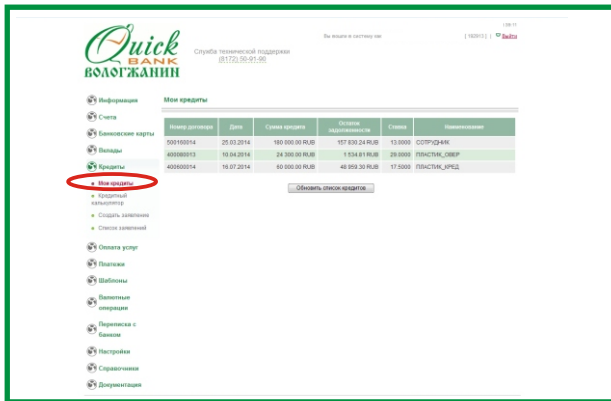 Quick
BANK
ВОЛОГЖАНИН
Служба технической поддержки
(8172) 50-91-90
Вы вошли в систему как
Выйти
Информация
Счета
Банковские карты
Вклады
Кредиты
Мои кредиты
Кредитный
калькулятор
Создать заявление
Список заявлений
Оплата услуг
Платежи
Шаблоны
Валютные
операции
Переписка с
банком
Настройки
Справочники
Документация
Мои кредиты
Номер договора Дата Сумма кредита Остаток задолженности Ставка Наименование
500160014 25.03.2014 180 000.00 RUB 157 830.24 RUB 13.0000 СОТРУДНИК
400080013 10.04.2014 24 300.00 RUB 1 534.81 RUB 29.0000 ПЛАСТИК_ОВЕР
400600014 16.07.2014 60 000.00 RUB 48 959.30 RUB 17.5000 ПЛАСТИК_КРЕД
Обновить список кредитов